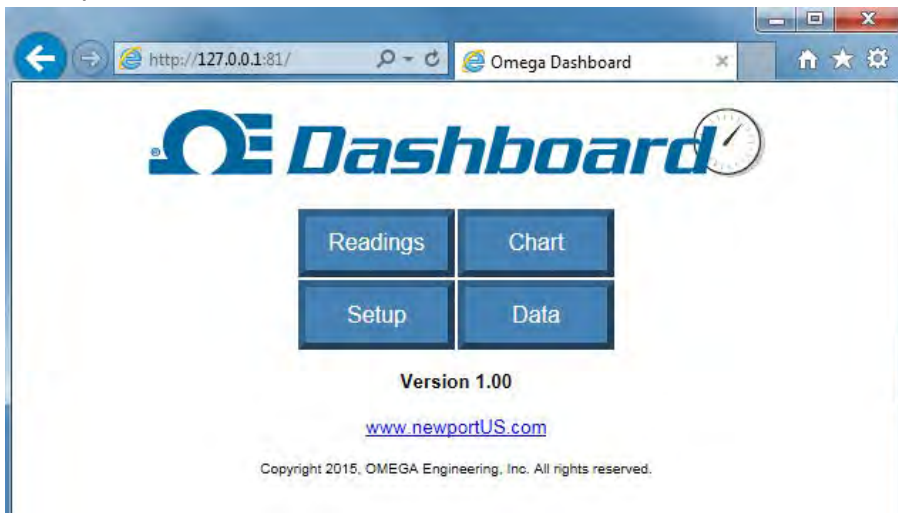 http://127.0.0.1:81/ Omega Dashboard
® ΩE Dashboard
Readings Chart
Setup Data
Version 1.00
www.newportUS.com
Copyright 2015, OMEGA Engineering, Inc. All rights reserved.